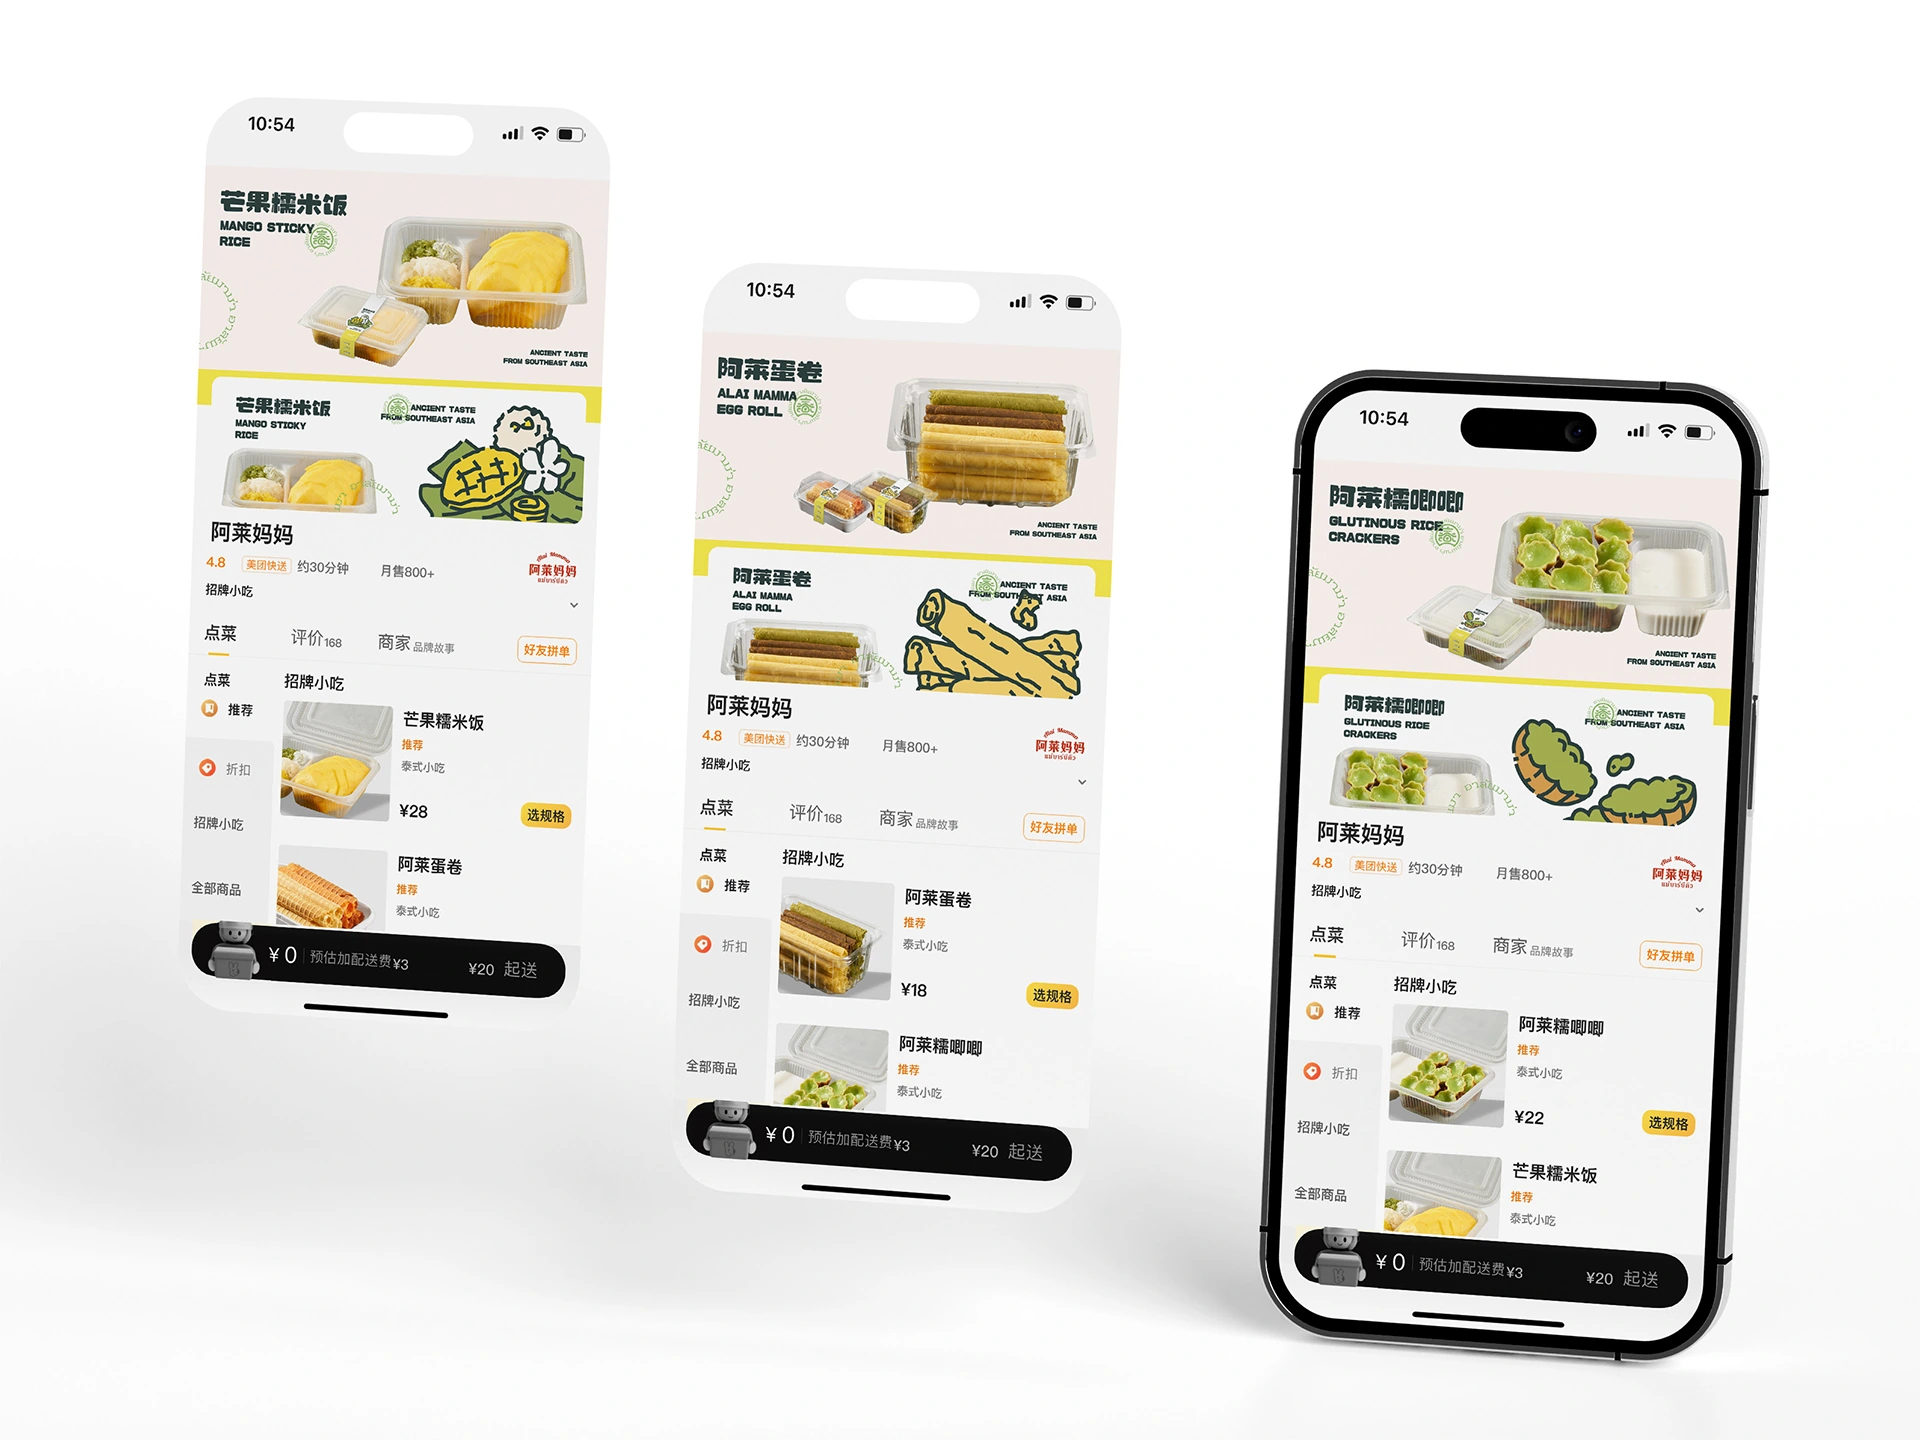 10:54
芒果糯米饭
MANGO STICKY
RICE
ANCIENT TASTE
FROM SOUTHEAST ASIA
芒果糯米饭
MANGO STICKY
RICE
ANCIENT TASTE
FROM SOUTHEAST ASIA
阿莱妈妈
4.8 美团快送 约30分钟 月售800+
Alai Mamma
阿莱妈妈
招牌小吃
点菜 评价168 商家 品牌故事 好友拼单
点菜 招牌小吃
推荐
折扣
招牌小吃
全部商品
芒果糯米饭
推荐
泰式小吃
¥28 选规格
阿莱蛋卷
推荐
泰式小吃
¥0 预估加配送费¥3 ¥20 起送
10:54
阿莱蛋卷
ALAI MAMMA
EGG ROLL
ANCIENT TASTE
FROM SOUTHEAST ASIA
阿莱蛋卷
ALAI MAMMA
EGG ROLL
ANCIENT TASTE
FROM SOUTHEAST ASIA
阿莱妈妈
4.8 美团快送 约30分钟 月售800+
Alai Mamma
阿莱妈妈
招牌小吃
点菜 评价168 商家 品牌故事 好友拼单
点菜 招牌小吃
推荐
折扣
招牌小吃
全部商品
阿莱蛋卷
推荐
泰式小吃
¥18 选规格
阿莱糯唧唧
推荐
泰式小吃
¥0 预估加配送费¥3 ¥20 起送
10:54
阿莱糯唧唧
GLUTINOUS RICE
CRACKERS
ANCIENT TASTE
FROM SOUTHEAST ASIA
阿莱糯唧唧
GLUTINOUS RICE
CRACKERS
ANCIENT TASTE
FROM SOUTHEAST ASIA
阿莱妈妈
4.8 美团快送 约30分钟 月售800+
Alai Mamma
阿莱妈妈
招牌小吃
点菜 评价168 商家 品牌故事 好友拼单
点菜 招牌小吃
推荐
折扣
招牌小吃
全部商品
阿莱糯唧唧
推荐
泰式小吃
¥22 选规格
芒果糯米饭
推荐
泰式小吃
¥0 预估加配送费¥3 ¥20 起送